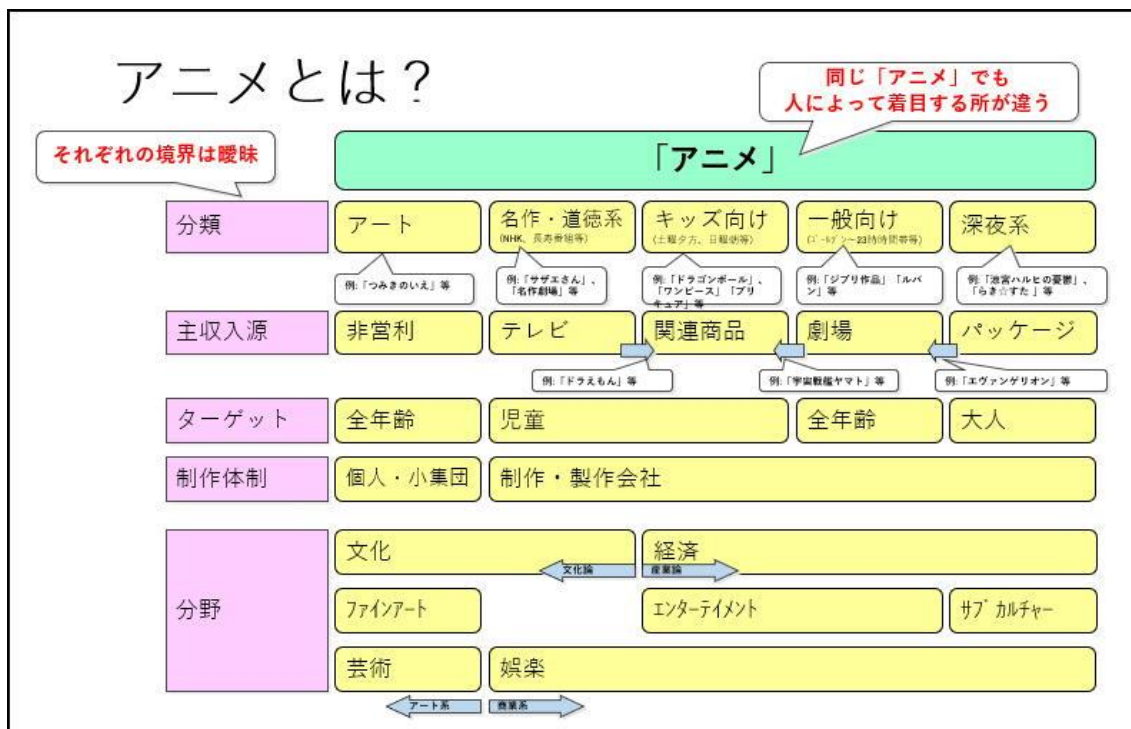 アニメとは？
同じ「アニメ」でも
人によって着目する所が違う
それぞれの境界は曖昧
「アニメ」
分類
アート
名作・道徳系
(NHK、長寿番組等)
キッズ向け
(土曜夕方、日曜朝等)
一般向け
(ｺﾞｰﾙﾃﾞﾝ～23時時間帯等)
深夜系
例:「つみきのいえ」等
例:「サザエさん」、
「名作劇場」等
例:「ドラゴンボール」、
「ワンピース」「プリ
キュア」等
例:「ジブリ作品」「ルパ
ン」等
例:「涼宮ハルヒの憂鬱」、
「らき☆すた」等
主収入源
非営利
テレビ
関連商品
劇場
パッケージ
例:「ドラえもん」等
例:「宇宙戦艦ヤマト」等
例:「エヴァンゲリオン」等
ターゲット
全年齢
児童
全年齢
大人
制作体制
個人・小集団
制作・製作会社
分野
文化
経済
文化論
産業論
ﾌｧｲﾝｱｰﾄ
ｴﾝﾀｰﾃｲﾒﾝﾄ
ｻﾌﾞｶﾙﾁｬｰ
芸術
娯楽
アート系
商業系